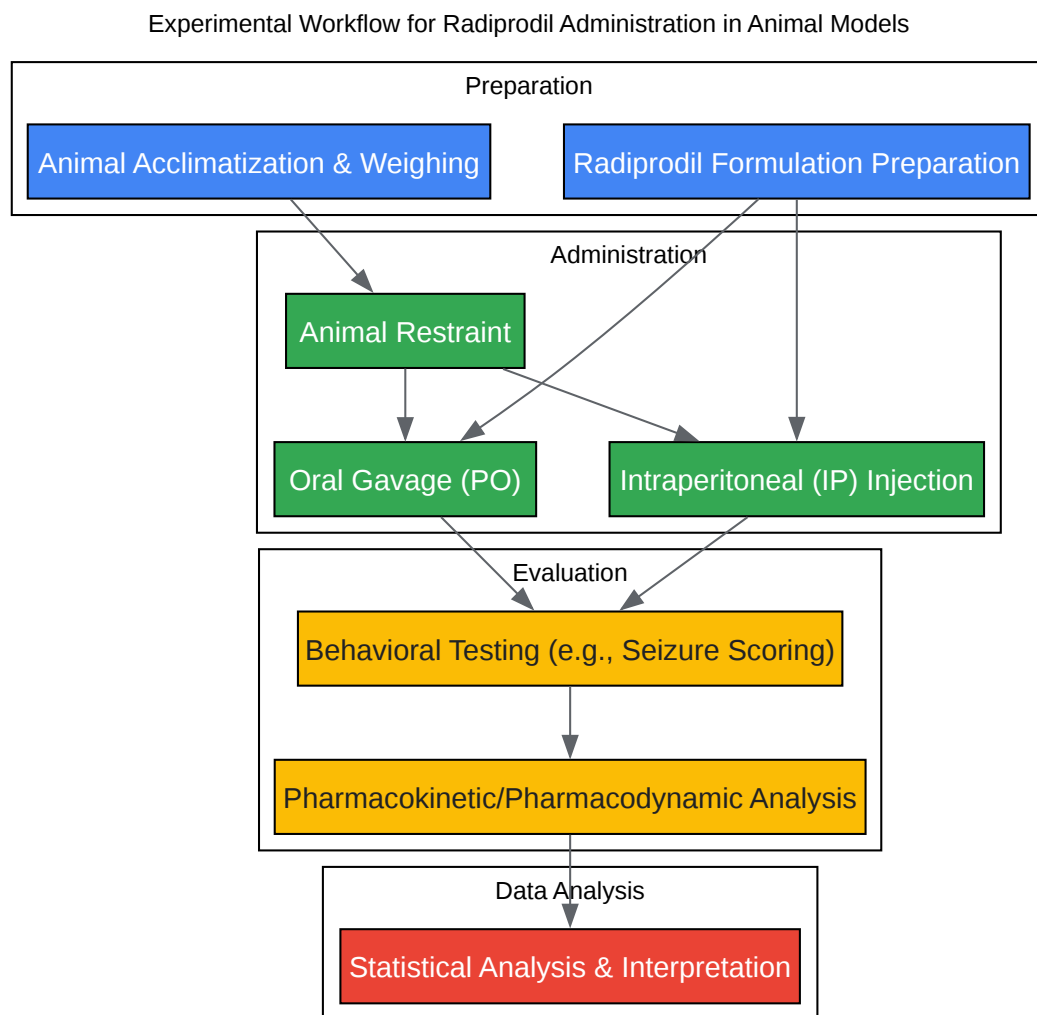 Experimental Workflow for Radiprodil Administration in Animal Models
Preparation
Animal Acclimatization & Weighing
Radiprodil Formulation Preparation
Administration
Animal Restraint
Oral Gavage (PO)
Intraperitoneal (IP) Injection
Evaluation
Behavioral Testing (e.g., Seizure Scoring)
Pharmacokinetic/Pharmacodynamic Analysis
Data Analysis
Statistical Analysis & Interpretation